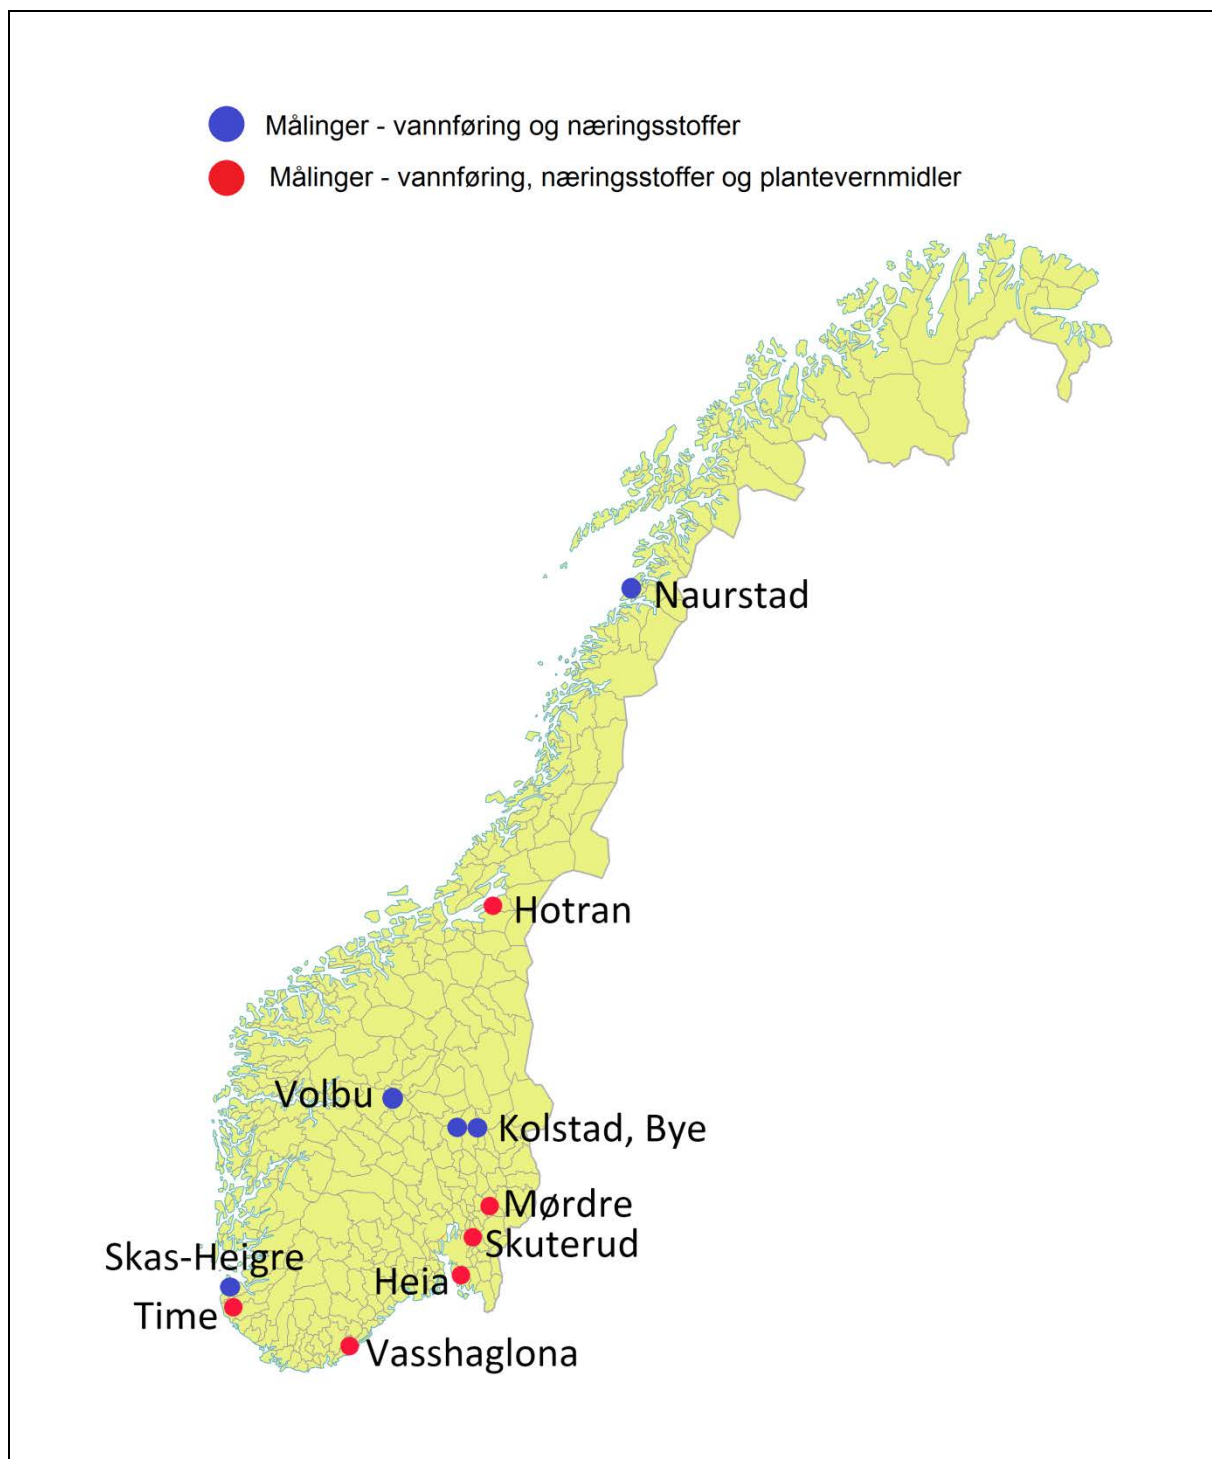 Målinger - vannføring og næringsstoffer
Målinger - vannføring, næringsstoffer og plantevernmidler
Naurstad
Hotran
Volbu
Kolstad, Bye
Mørdre
Skuterud
Skas-Heigre
Heia
Time
Vasshaglona